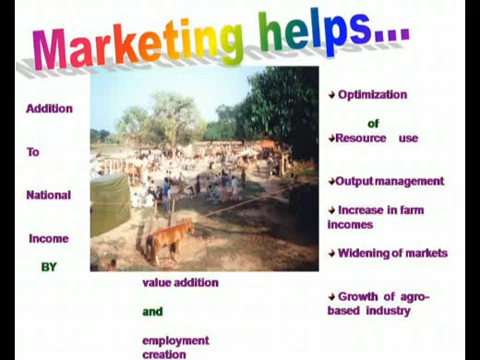 Marketing helps...
Addition
To
National
Income
BY
value addition
and
employment
creation
Optimization
of
Resource use
Output management
Increase in farm
incomes
Widening of markets
Growth of agro-
based industry